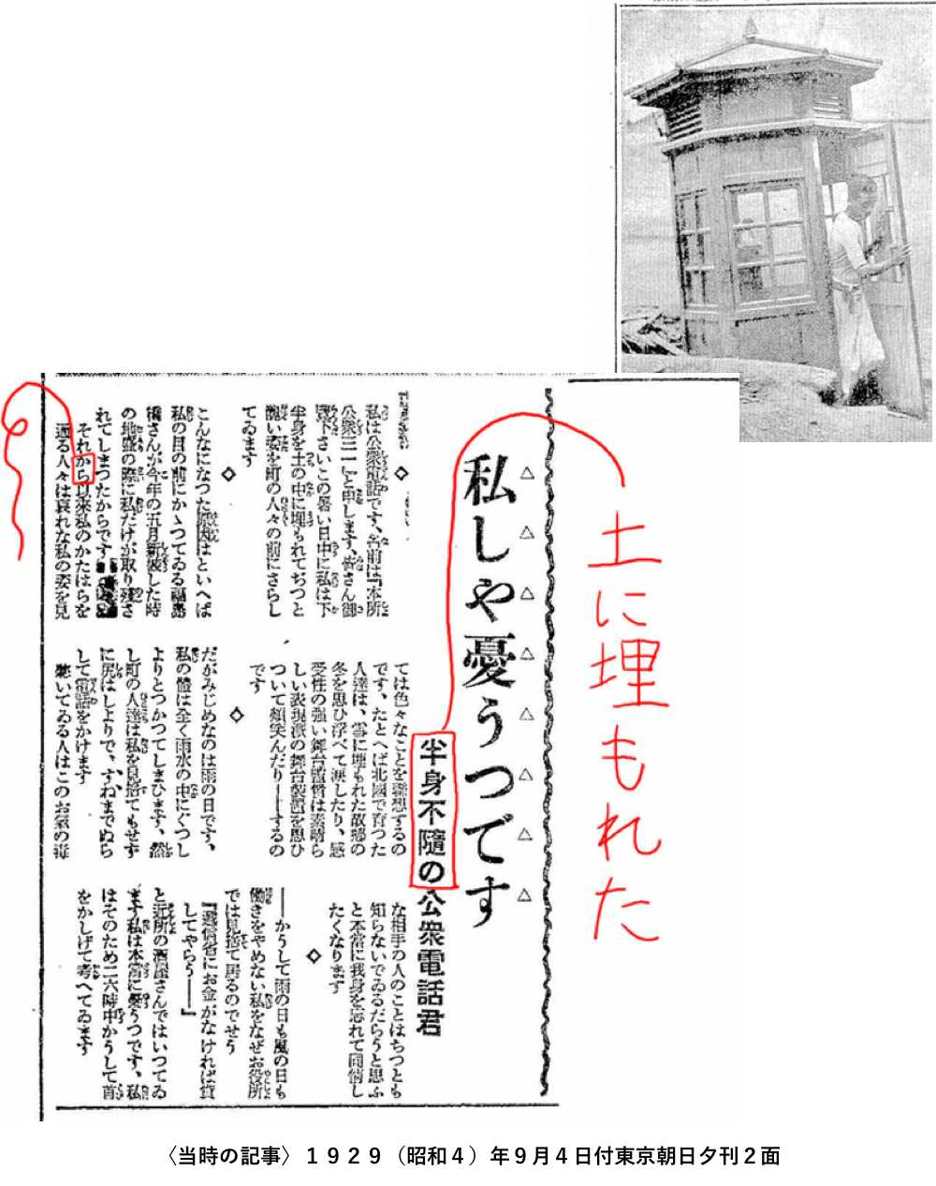 土に埋もれた
私しや憂うつです
半身不隨の公衆電話君
◇
私は公衆電話です、名前は「本所
公衆三一」と申します、皆さん御
覽下さいこの暑い日中に私は下
半身を土の中に埋もれてぢつと
醜い姿を町の人々の前にさらし
てゐます
◇
こんなになつた原因はといへば
私の目の前にかゝつてゐる福島
橋さんが今年の五月新裝した時
の地盛の際に私だけが取り殘さ
れてしまつたからです
それから以來私のかたはらを
通る人々は哀れな私の姿を見
ては色々なことを聯想するの
です、たとへば北國で育つた
人達は、雪に埋もれた故鄕の
冬を思ひ浮べて涙したり、感
受性の強い舞台監督は素晴ら
しい表現派の舞台裝置を思ひ
ついて頬笑んだり――するの
です
◇
だがみじめなのは雨の日です、
私の體は全く雨水の中にぐつし
よりとつかつてしまひます、然
し町の人達は私を見捨てもせず
に尻はしよりで、すねまでぬら
して電話をかけます
聽いてゐる人はこのお氣の毒
な相手の人のことはちつとも
知らないでゐるだらうと思ふ
と本當に我身を忘れて同情し
たくなります
◇
――かうして雨の日も風の日も
働きをやめない私をなぜお役所
では見捨て居るのでせう
『遞信省にお金がなければ貸
してやらう――』
と近所の酒屋さんではいつてゐ
ます私は本當に憂うつです、私
はそのため二六時中かうして首
をかしげて考へてゐます
〈当時の記事〉1929（昭和4）年9月4日付東京朝日夕刊2面